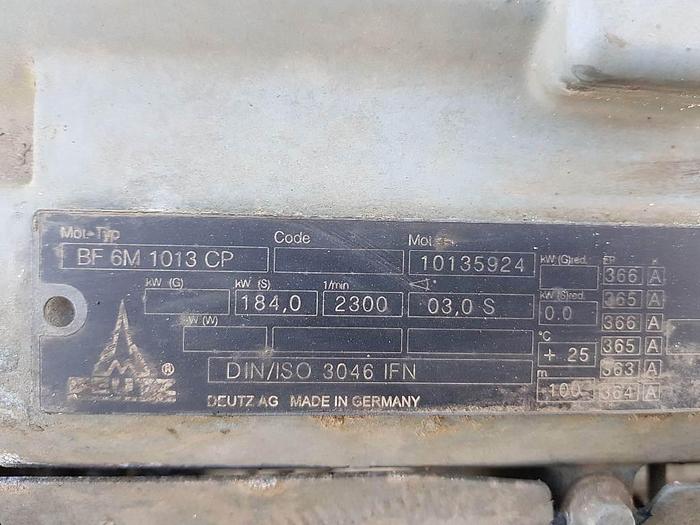 Mot.-Typ Code Mot. kW (G)red. EP K
BF 6M 1013 CP 10135924 366 A
kW (G) kW (S) 1/min ° kW (S)red. 365 A
184,0 2300 03,0 S 0.0
kW (W) 366 A
°C 365 A
+ 25
DIN/ISO 3046 IFN m 363 A
100 364 A
DEUTZ ® DEUTZ AG MADE IN GERMANY